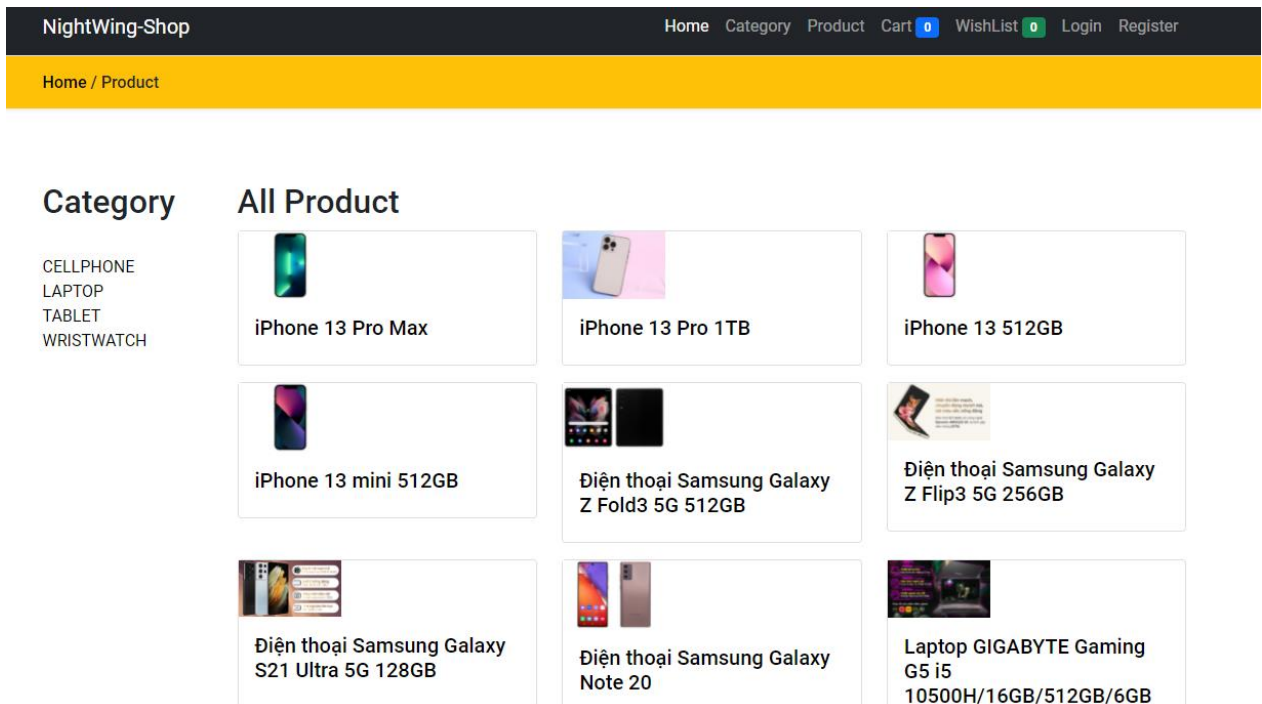 NightWing-Shop
Home Category Product Cart 0 WishList 0 Login Register
Home / Product
Category
CELLPHONE
LAPTOP
TABLET
WRISTWATCH
All Product
iPhone 13 Pro Max
iPhone 13 Pro 1TB
iPhone 13 512GB
iPhone 13 mini 512GB
Điện thoại Samsung Galaxy
Z Fold3 5G 512GB
Điện thoại Samsung Galaxy
Z Flip3 5G 256GB
Điện thoại Samsung Galaxy
S21 Ultra 5G 128GB
Điện thoại Samsung Galaxy
Note 20
Laptop GIGABYTE Gaming
G5 i5
10500H/16GB/512GB/6GB